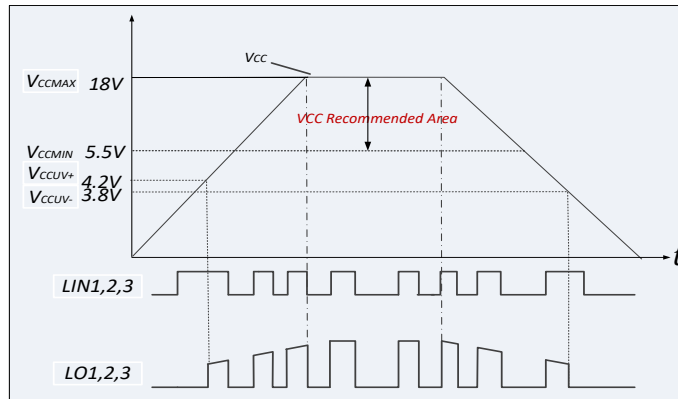 VCC
VCCMAX 18V
VCC Recommended Area
VCCMIN 5.5V
VCCUV+ 4.2V
VCCUV- 3.8V
t
LIN1,2,3
LO1,2,3